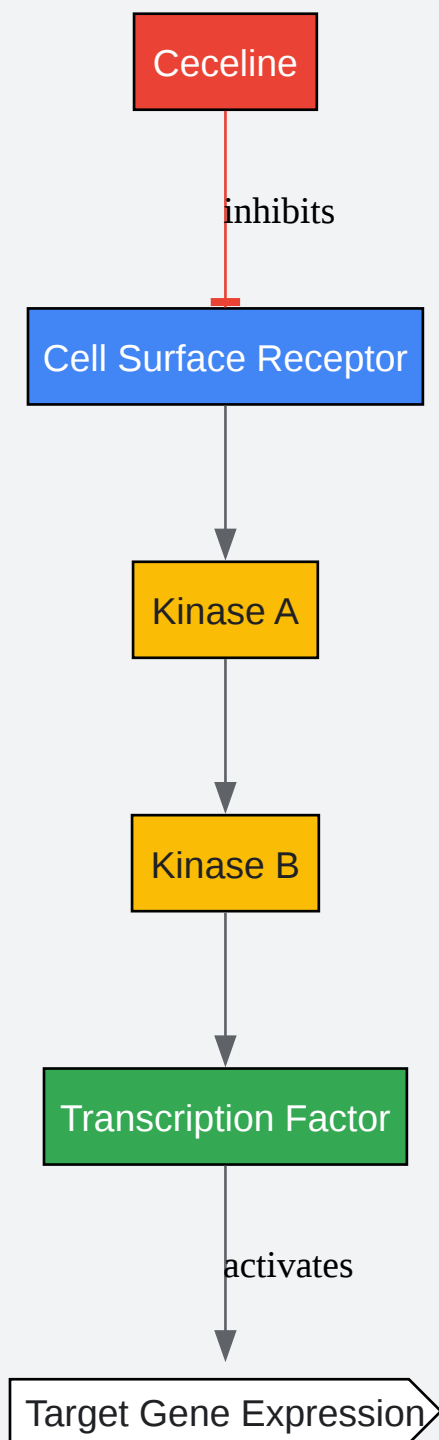 Ceceline
inhibits
Cell Surface Receptor
Kinase A
Kinase B
Transcription Factor
activates
Target Gene Expression